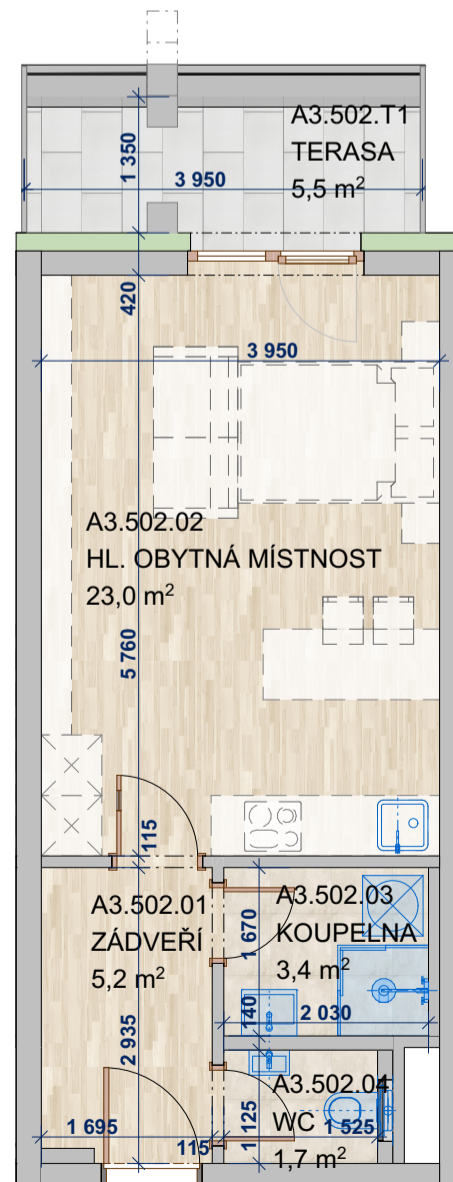 A3.502.T1
TERASA
5,5 m²
1 350
3 950
420
3 950
A3.502.02
HL. OBYTNÁ MÍSTNOST
23,0 m²
5 760
115
A3.502.01
ZÁDVEŘÍ
5,2 m²
A3.502.03
KOUPELNA
3,4 m²
1 670
2 935
140
2 030
A3.502.04
WC
1,7 m²
1 695
115
1 125
1 525